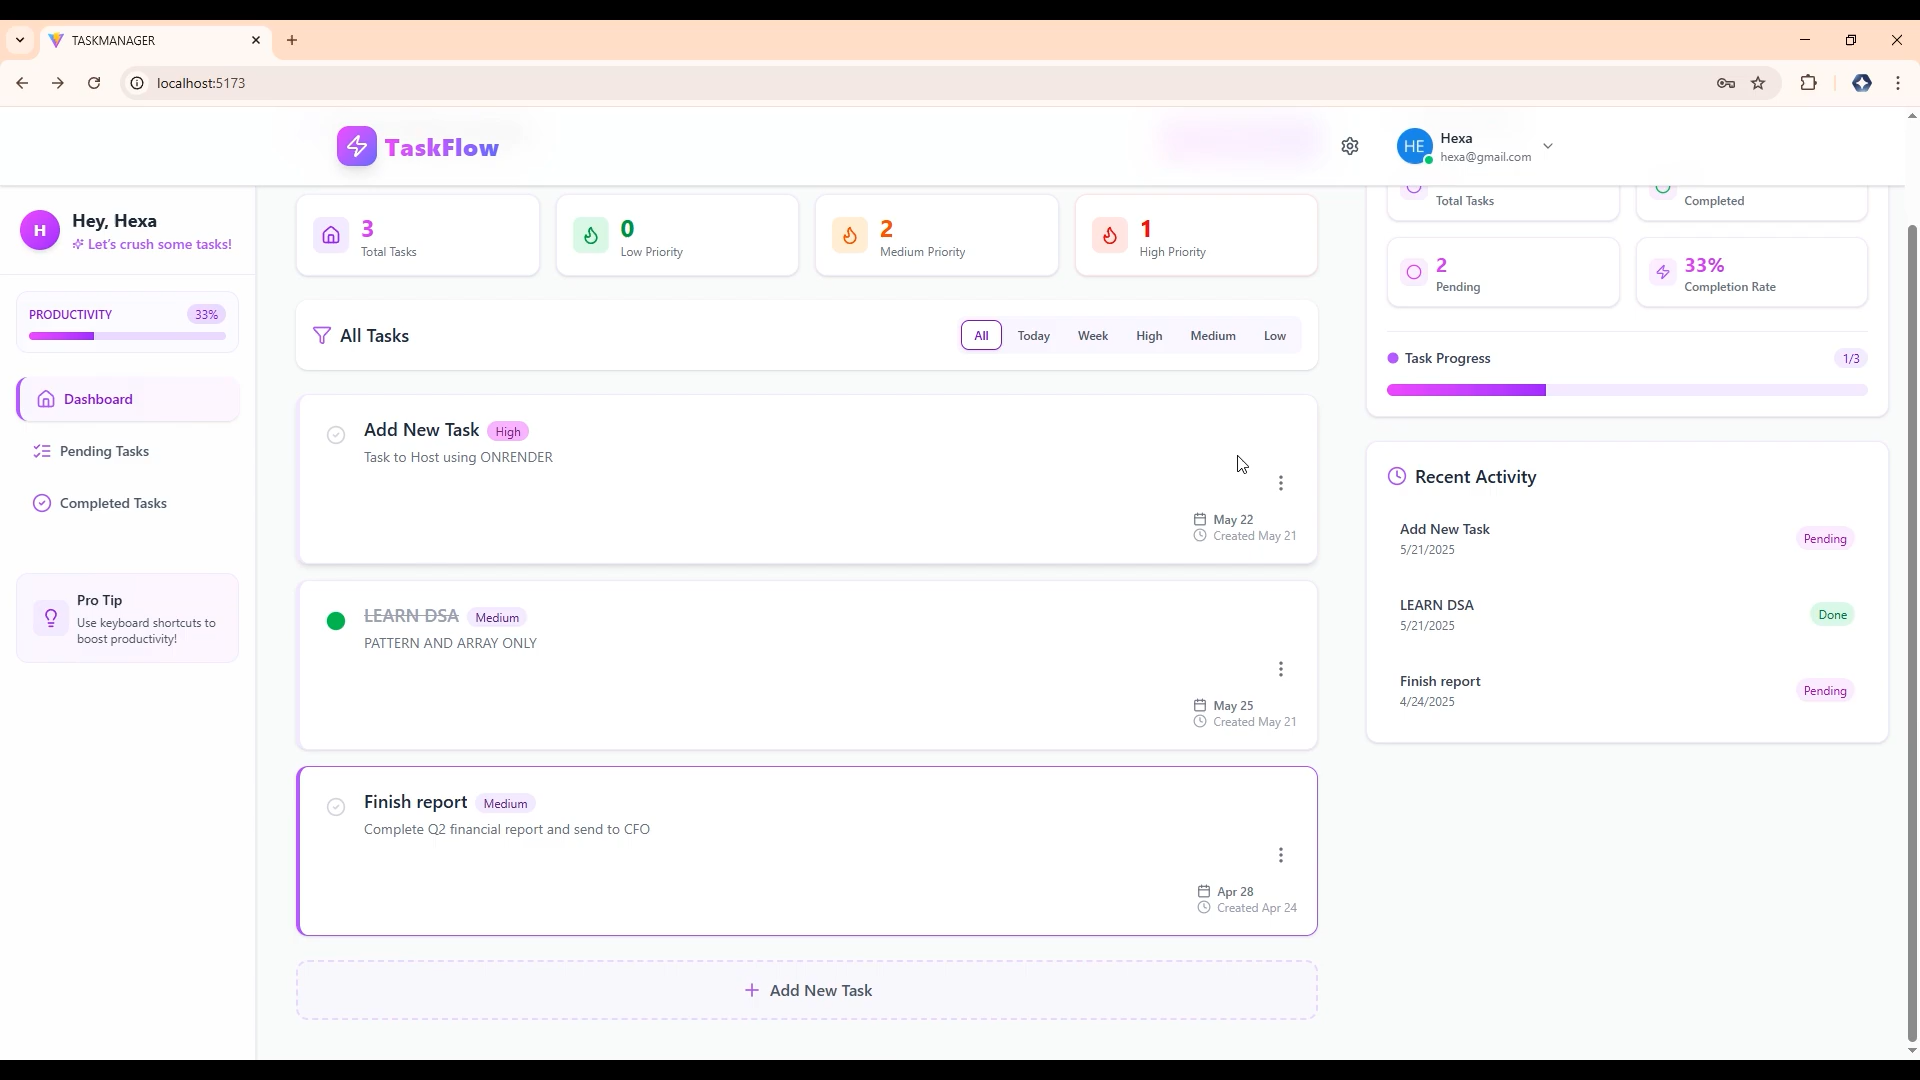 TASKMANAGER
localhost:5173
TaskFlow
HE
Hexa
hexa@gmail.com
H
Hey, Hexa
Let's crush some tasks!
PRODUCTIVITY
33%
Dashboard
Pending Tasks
Completed Tasks
Pro Tip
Use keyboard shortcuts to
boost productivity!
3
Total Tasks
0
Low Priority
2
Medium Priority
1
High Priority
All Tasks
All
Today
Week
High
Medium
Low
Add New Task
High
Task to Host using ONRENDER
May 22
Created May 21
LEARN DSA
Medium
PATTERN AND ARRAY ONLY
May 25
Created May 21
Finish report
Medium
Complete Q2 financial report and send to CFO
Apr 28
Created Apr 24
Add New Task
Total Tasks
Completed
2
Pending
33%
Completion Rate
Task Progress
1/3
Recent Activity
Add New Task
5/21/2025
Pending
LEARN DSA
5/21/2025
Done
Finish report
4/24/2025
Pending